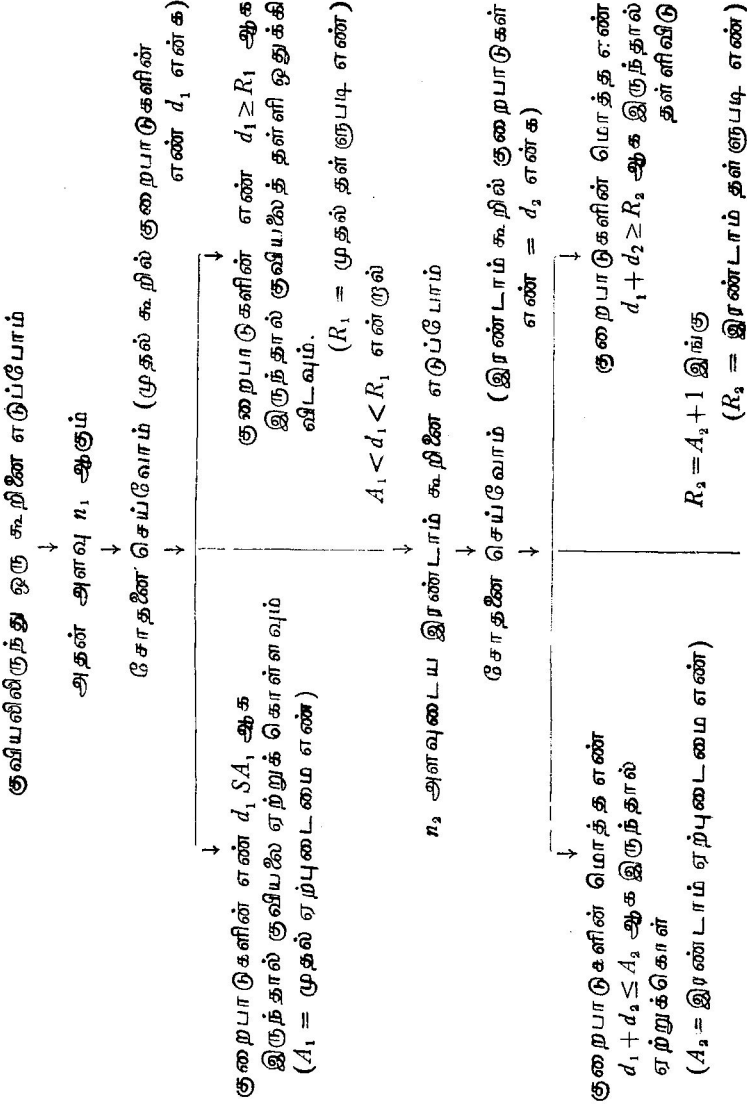 குவியலிலிருந்து ஒரு கூறினை எடுப்போம்
↓
அதன் அளவு n₁ ஆகும்
↓
சோதனை செய்வோம் (முதல் கூறில் குறைபாடுகளின்
எண் d₁ என்க)
↓
குறைபாடுகளின் எண் d₁ SA₁ ஆக
இருந்தால் குவியலை ஏற்றுக் கொள்ளவும்
(A₁ = முதல் ஏற்புடைமை எண்)
குறைபாடுகளின் எண் d₁ ≥ R₁ ஆக
இருந்தால் குவியலைத் தள்ளி ஒதுக்கி
விடவும்.
(R₁ = முதல் தள்ளுபடி எண்)
A₁ < d₁ < R₁ என்றால்
↓
n₂ அளவுடைய இரண்டாம் கூறினை எடுப்போம்
↓
சோதனை செய்வோம் (இரண்டாம் கூறில் குறைபாடுகள்
எண் = d₂ என்க)
↓
குறைபாடுகளின் மொத்த எண்
d₁ + d₂ ≤ A₂ ஆக இருந்தால்
ஏற்றுக்கொள்
(A₂ = இரண்டாம் ஏற்புடைமை எண்)
குறைபாடுகளின் மொத்த எண்
d₁ + d₂ ≥ R₂ ஆக இருந்தால்
தள்ளிவிடு
R₂ = A₂ + 1 இங்கு
(R₂ = இரண்டாம் தள்ளுபடி எண்)